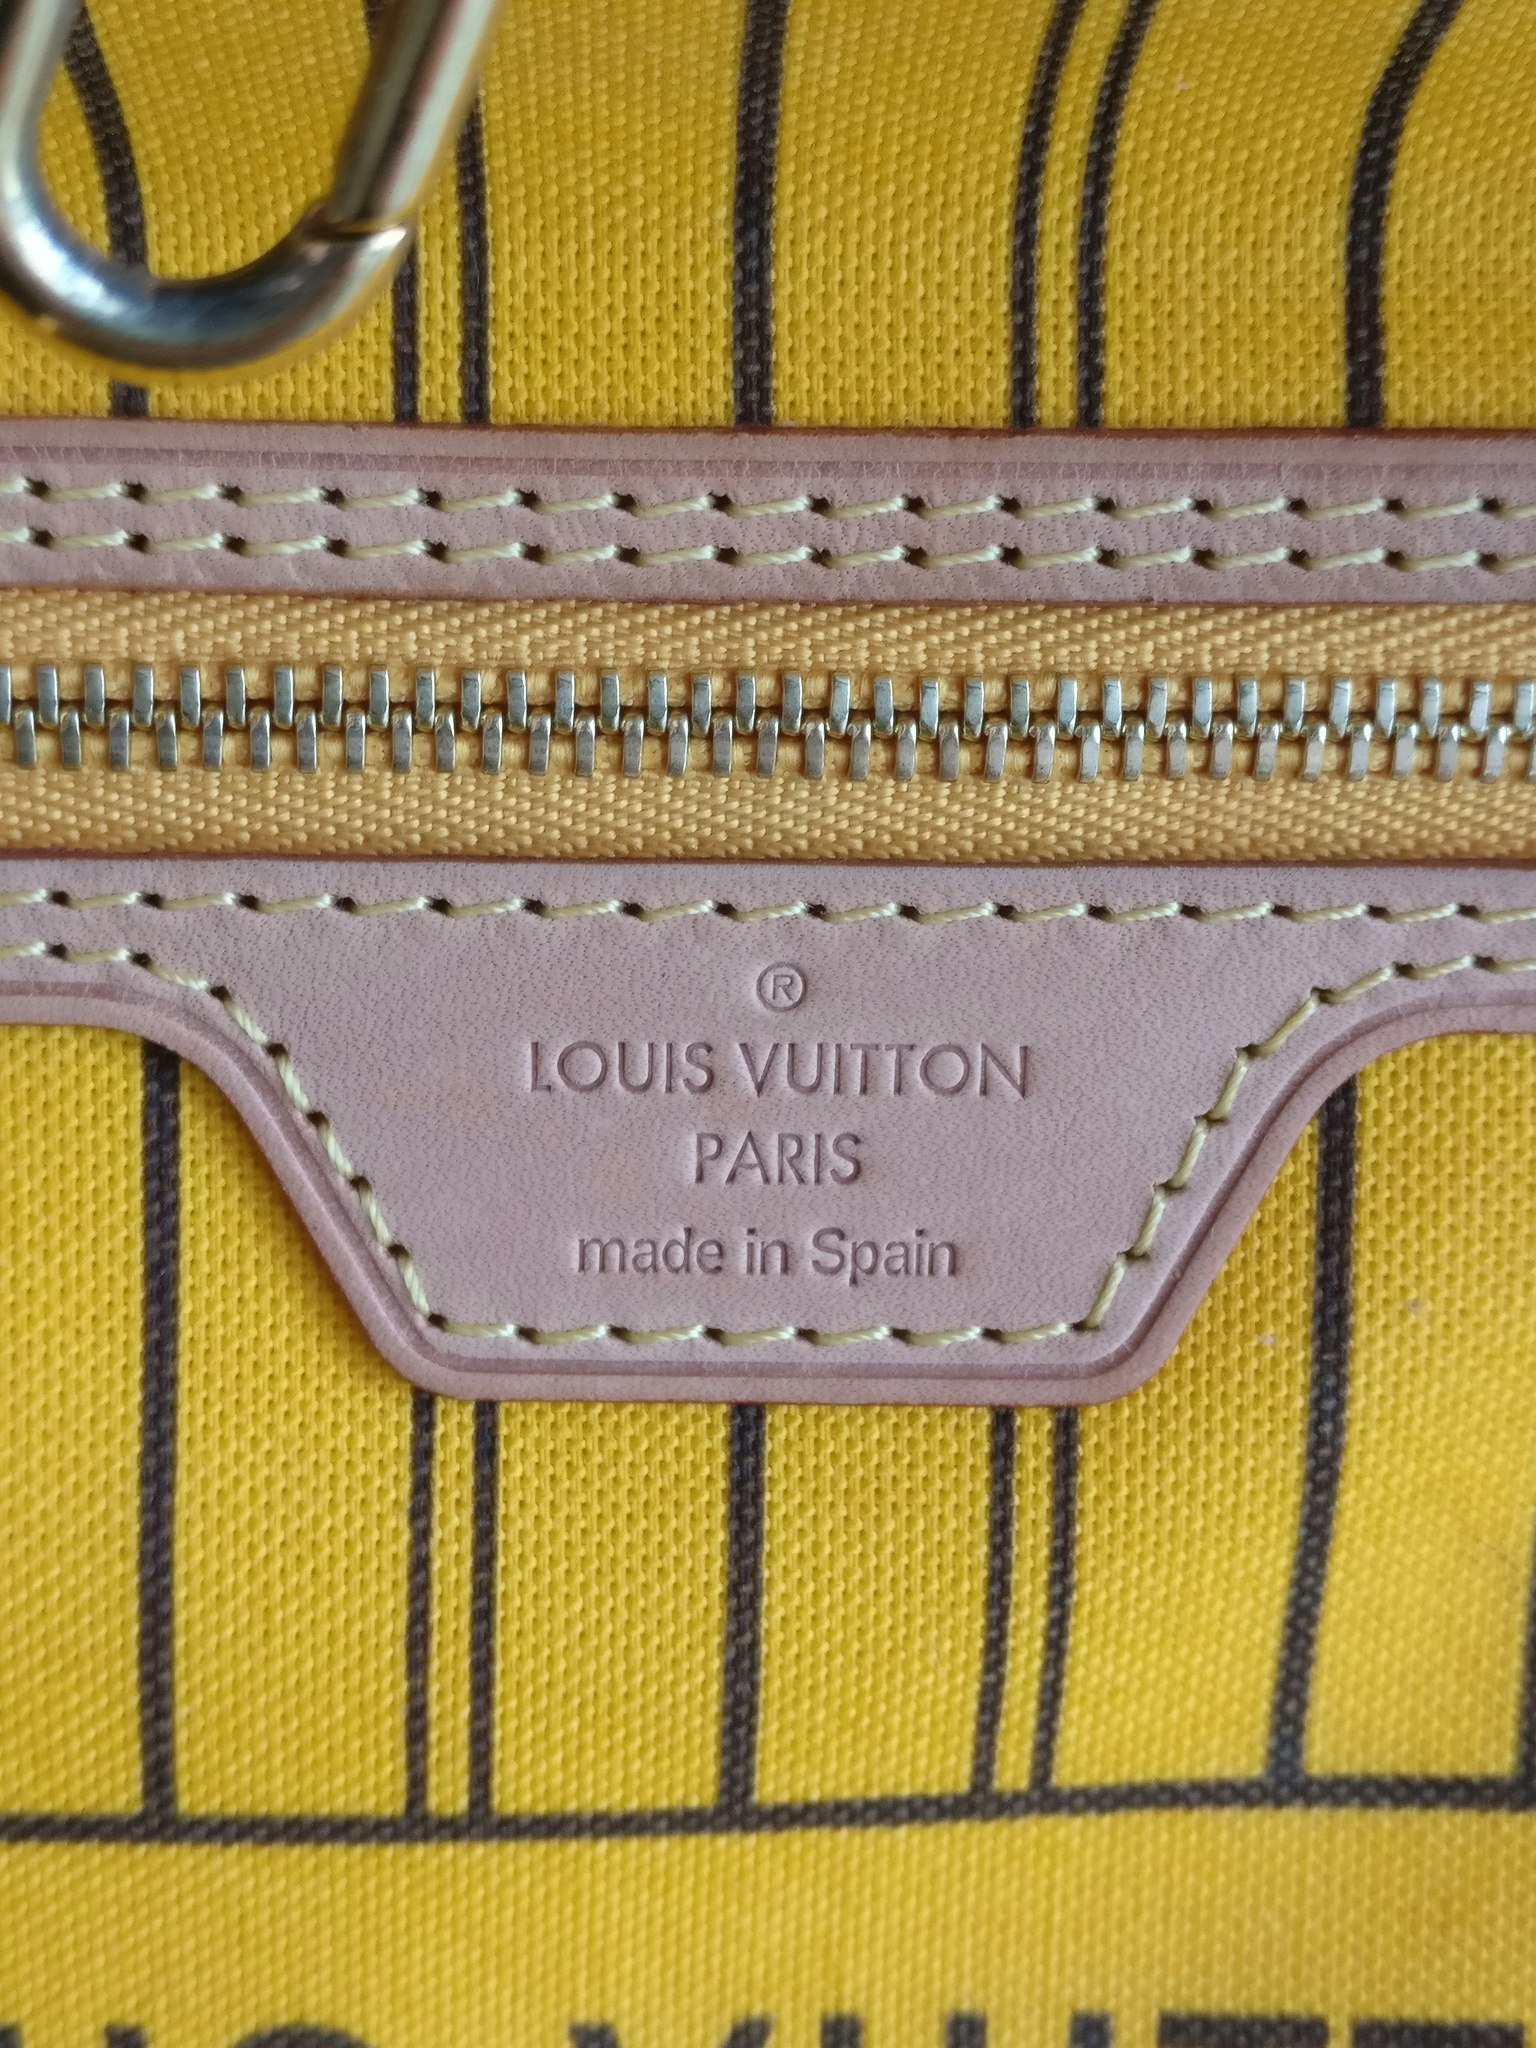 ®
LOUIS VUITTON
PARIS
made in Spain